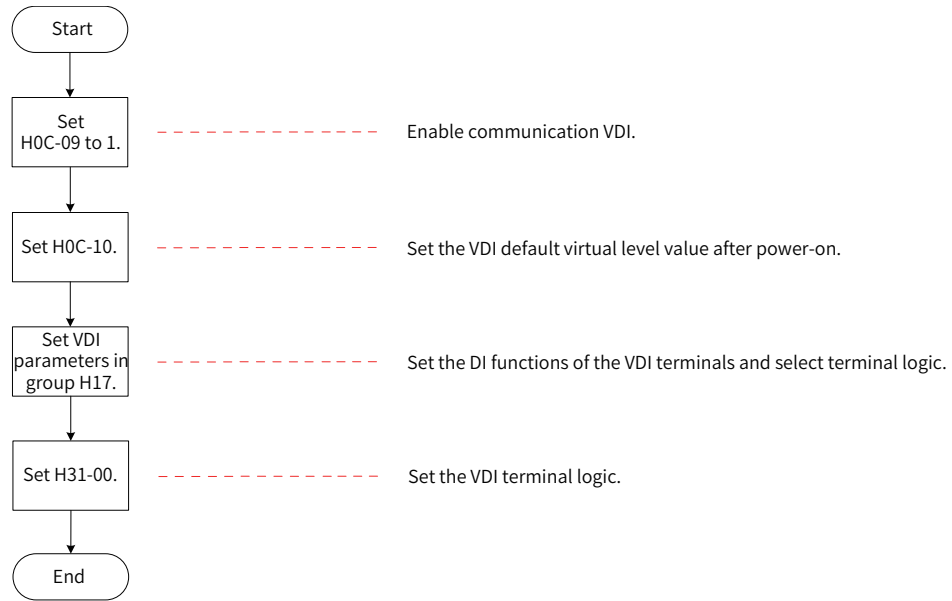 Start
Set
H0C-09 to 1.
Enable communication VDI.
Set H0C-10.
Set the VDI default virtual level value after power-on.
Set VDI
parameters in
group H17.
Set the DI functions of the VDI terminals and select terminal logic.
Set H31-00.
Set the VDI terminal logic.
End